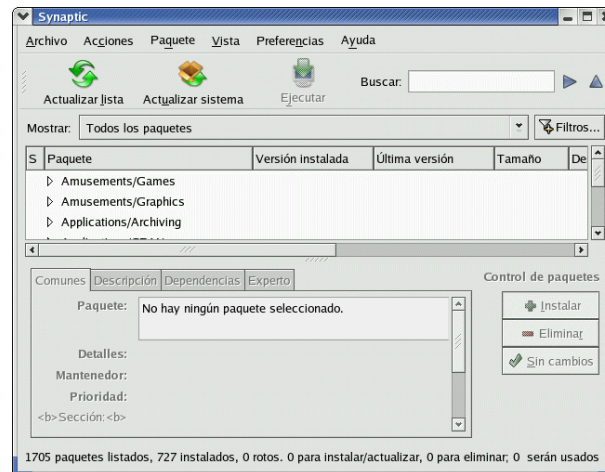 Synaptic
Archivo Acciones Paquete Vista Preferencias Ayuda
Actualizar lista Actualizar sistema Ejecutar Buscar:
Mostrar: Todos los paquetes Filtros...
S Paquete Versión instalada Última versión Tamaño De
Amusements/Games
Amusements/Graphics
Applications/Archiving
Comunes Descripción Dependencias Experto
Control de paquetes
Paquete: No hay ningún paquete seleccionado.
Instalar
Eliminar
Detalles:
Sin cambios
Mantenedor:
Prioridad:
<b>Sección:<b>
1705 paquetes listados, 727 instalados, 0 rotos. 0 para instalar/actualizar, 0 para eliminar; 0 serán usados